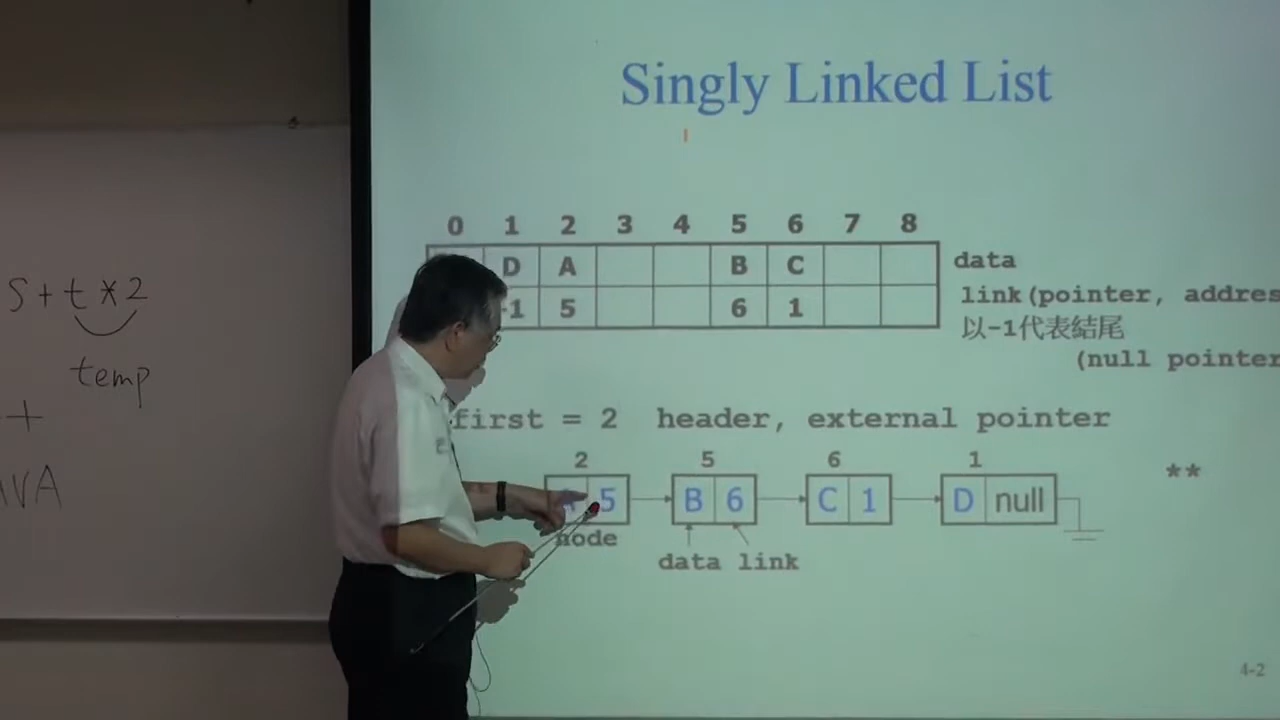 Singly Linked List
0 1 2 3 4 5 6 7 8
D A B C
-1 5 6 1
data
link(pointer, addres
以-1代表結尾
(null pointer
first = 2 header, external pointer
2 5 6 1
5 B 6 C 1 D null
**
node
data link
4-2
S+t*2
temp
+